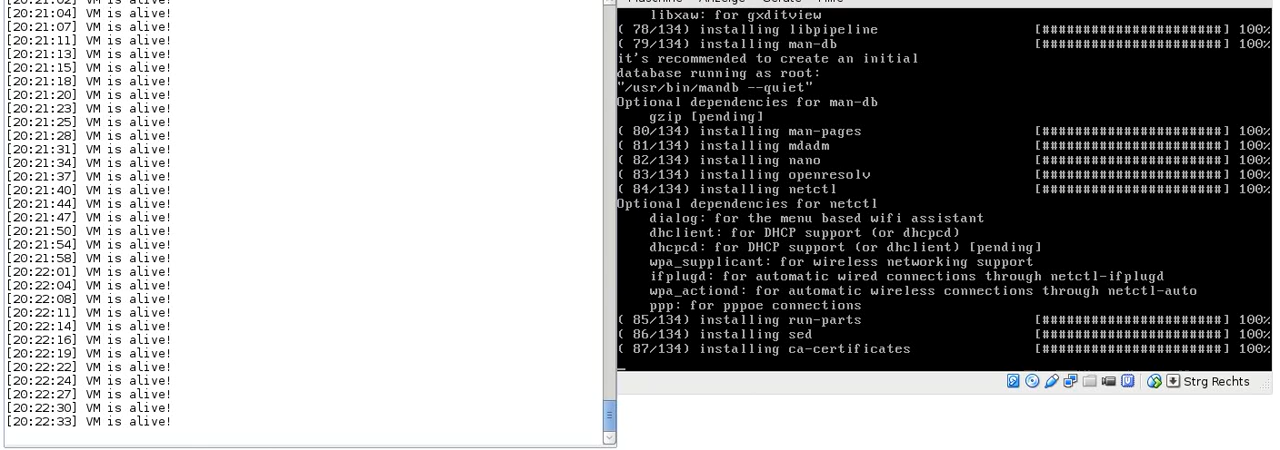 [20:21:02] VM is alive!
[20:21:04] VM is alive!
[20:21:07] VM is alive!
[20:21:11] VM is alive!
[20:21:13] VM is alive!
[20:21:15] VM is alive!
[20:21:18] VM is alive!
[20:21:20] VM is alive!
[20:21:23] VM is alive!
[20:21:25] VM is alive!
[20:21:28] VM is alive!
[20:21:31] VM is alive!
[20:21:34] VM is alive!
[20:21:37] VM is alive!
[20:21:40] VM is alive!
[20:21:44] VM is alive!
[20:21:47] VM is alive!
[20:21:50] VM is alive!
[20:21:54] VM is alive!
[20:21:58] VM is alive!
[20:22:01] VM is alive!
[20:22:04] VM is alive!
[20:22:08] VM is alive!
[20:22:11] VM is alive!
[20:22:14] VM is alive!
[20:22:16] VM is alive!
[20:22:19] VM is alive!
[20:22:22] VM is alive!
[20:22:24] VM is alive!
[20:22:27] VM is alive!
[20:22:30] VM is alive!
[20:22:33] VM is alive!
Maschine Anzeige Geräte Hilfe
libxaw: for gxditview
( 78/134) installing libpipeline [######################] 100%
( 79/134) installing man-db [######################] 100%
it's recommended to create an initial
database running as root:
"/usr/bin/mandb --quiet"
Optional dependencies for man-db
gzip [pending]
( 80/134) installing man-pages [######################] 100%
( 81/134) installing mdadm [######################] 100%
( 82/134) installing nano [######################] 100%
( 83/134) installing openresolv [######################] 100%
( 84/134) installing netctl [######################] 100%
Optional dependencies for netctl
dialog: for the menu based wifi assistant
dhclient: for DHCP support (or dhcpcd)
dhcpcd: for DHCP support (or dhclient) [pending]
wpa_supplicant: for wireless networking support
ifplugd: for automatic wired connections through netctl-ifplugd
wpa_actiond: for automatic wireless connections through netctl-auto
ppp: for pppoe connections
( 85/134) installing run-parts [######################] 100%
( 86/134) installing sed [######################] 100%
( 87/134) installing ca-certificates [######################] 100%
_
Strg Rechts